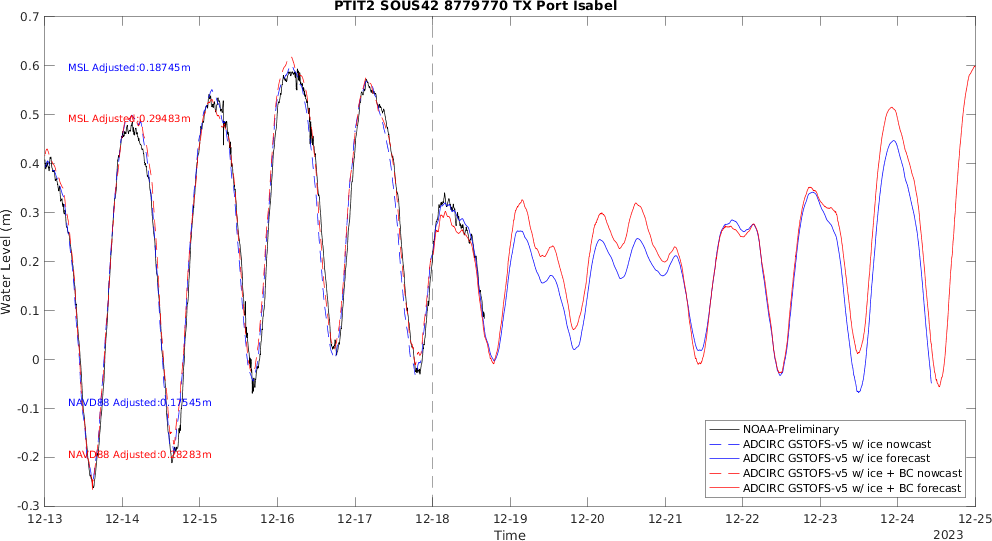 PTIT2 SOUS42 8779770 TX Port Isabel
0.7
0.6
0.5
0.4
0.3
0.2
0.1
0
-0.1
-0.2
-0.3
Water Level (m)
MSL Adjusted:0.18745m
MSL Adjusted:0.29483m
NAVD88 Adjusted:0.17545m
NAVD88 Adjusted:0.28283m
NOAA-Preliminary
ADCIRC GSTOFS-v5 w/ ice nowcast
ADCIRC GSTOFS-v5 w/ ice forecast
ADCIRC GSTOFS-v5 w/ ice + BC nowcast
ADCIRC GSTOFS-v5 w/ ice + BC forecast
12-13 12-14 12-15 12-16 12-17 12-18 12-19 12-20 12-21 12-22 12-23 12-24 12-25
Time
2023